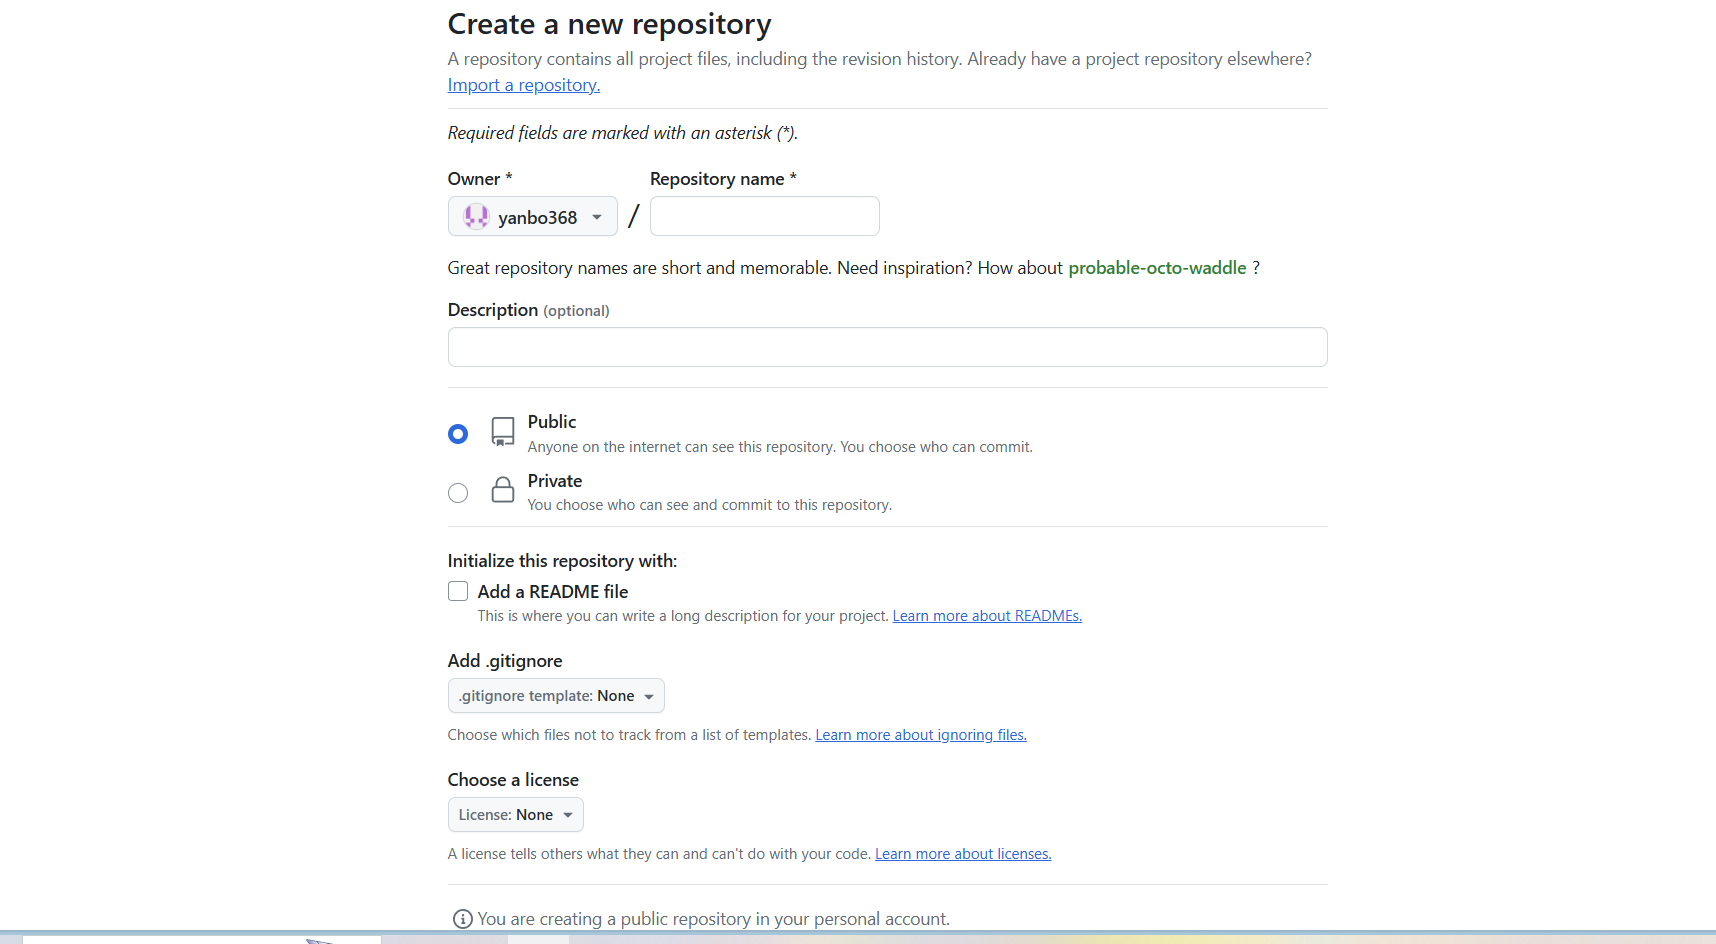 Create a new repository
A repository contains all project files, including the revision history. Already have a project repository elsewhere?
Import a repository.
Required fields are marked with an asterisk (*).
Owner * Repository name *
yanbo368 /
Great repository names are short and memorable. Need inspiration? How about probable-octo-waddle ?
Description (optional)
Public
Anyone on the internet can see this repository. You choose who can commit.
Private
You choose who can see and commit to this repository.
Initialize this repository with:
Add a README file
This is where you can write a long description for your project. Learn more about READMEs.
Add .gitignore
.gitignore template: None
Choose which files not to track from a list of templates. Learn more about ignoring files.
Choose a license
License: None
A license tells others what they can and can't do with your code. Learn more about licenses.
You are creating a public repository in your personal account.